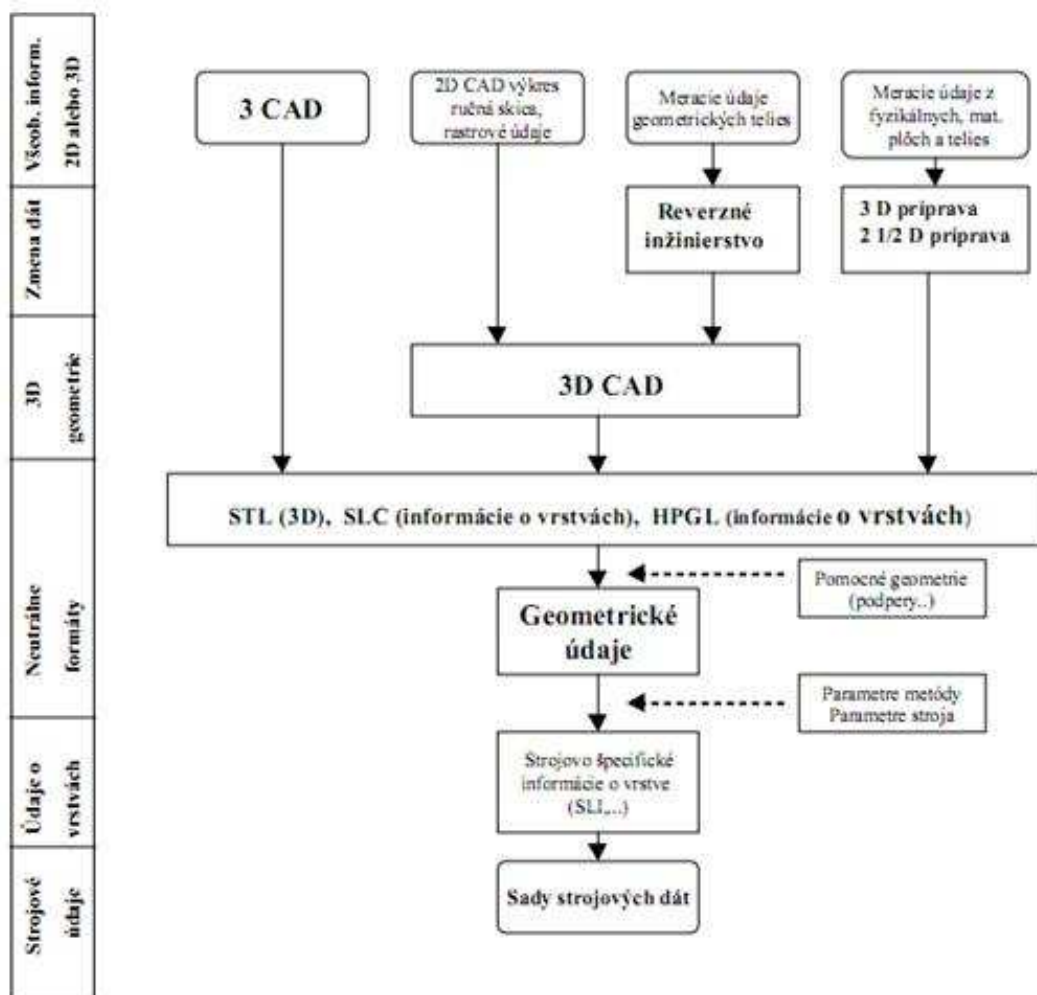 Všeob. inform.
2D alebo 3D
Zmena dát
3D
geometrie
Neutrálne
formáty
Údaje o
vrstvách
Strojové
údaje
3 CAD
2D CAD výkres
ručná skica,
rastrové údaje
Meracie údaje
geometrických telies
Meracie údaje z
fyzikálnych, mat.
plôch a telies
Reverzné
inžinierstvo
3 D príprava
2 1/2 D príprava
3D CAD
STL (3D), SLC (informácie o vrstvách), HPGL (informácie o vrstvách)
Pomocné geometrie
(podpery..)
Geometrické
údaje
Parametre metódy
Parametre stroja
Strojovo špecifické
informácie o vrstve
(SLI,...)
Sady strojových dát